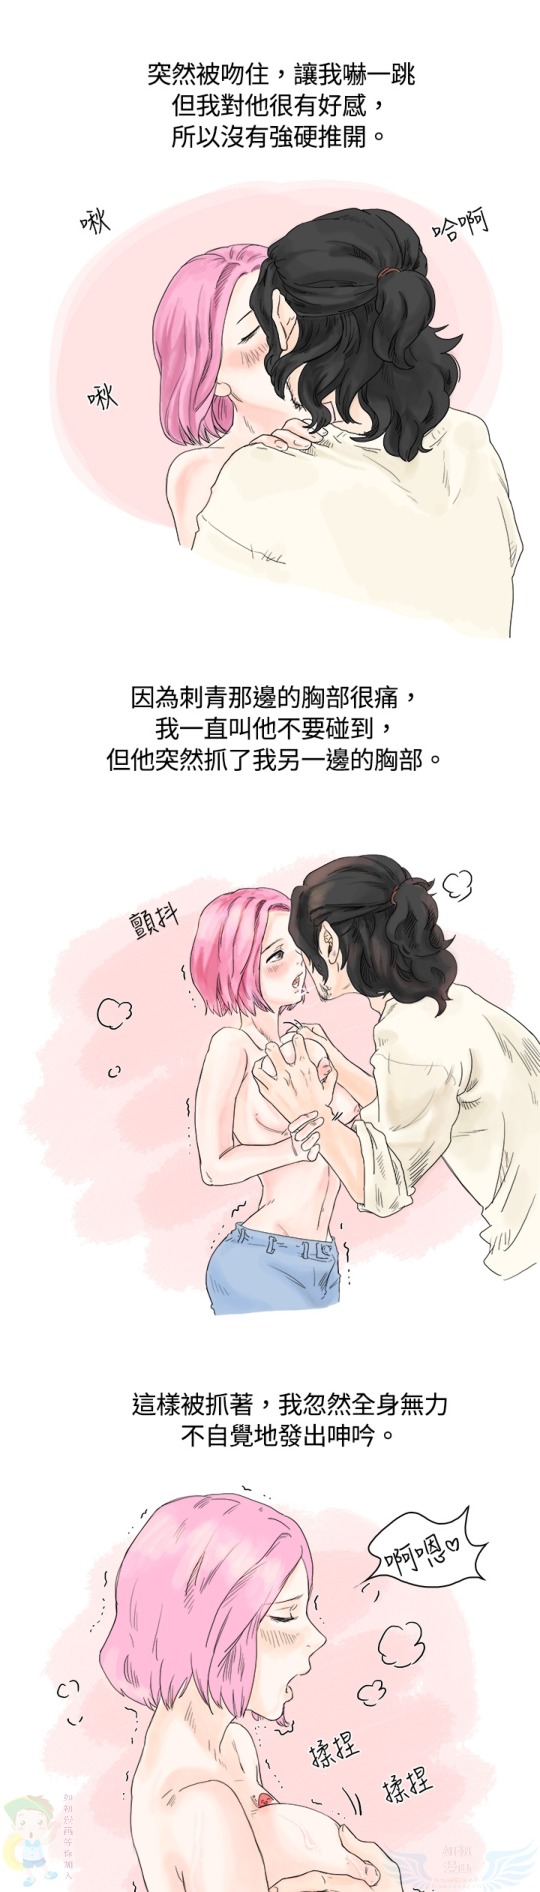 突然被吻住，讓我嚇一跳
但我對他很有好感，
所以沒有強硬推開。
啾
哈啊
啾
因為刺青那邊的胸部很痛，
我一直叫他不要碰到，
但他突然抓了我另一邊的胸部。
顫抖
這樣被抓著，我忽然全身無力
不自覺地發出呻吟。
啊嗯♡
揉捏
揉捏